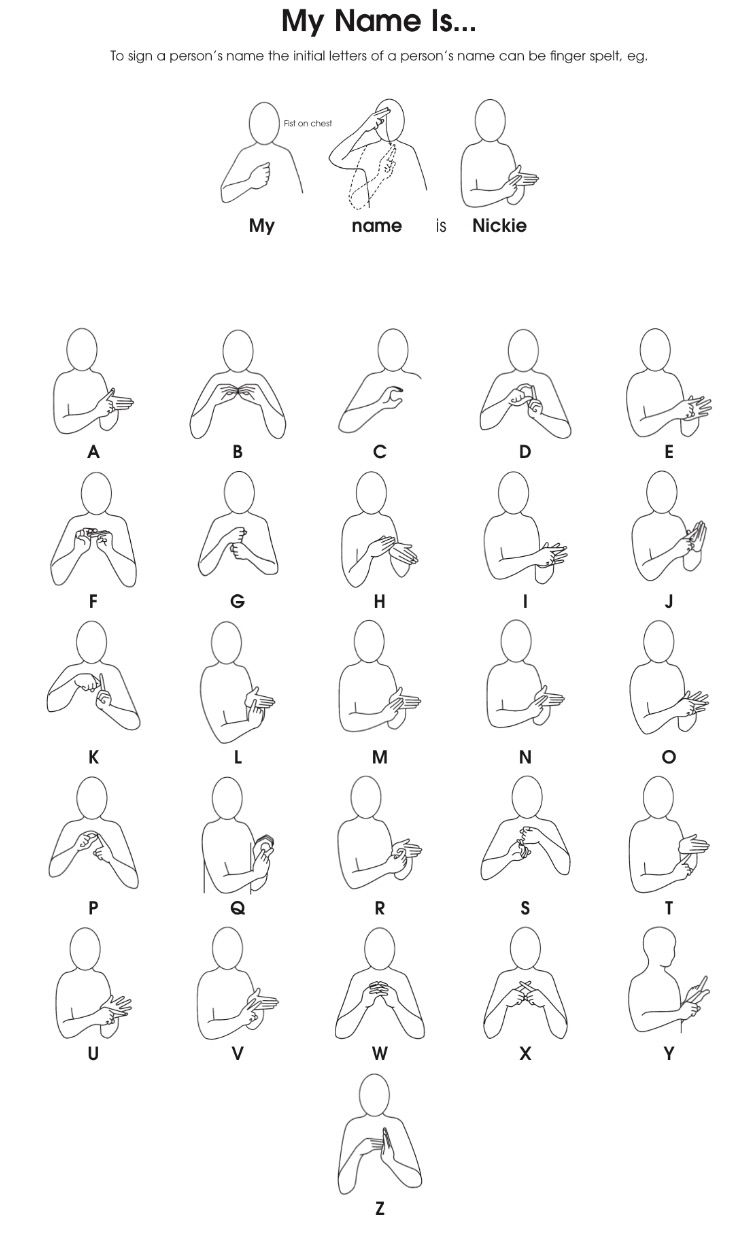 My Name Is...
To sign a person's name the initial letters of a person's name can be finger spelt, eg.
Fist on chest
My name is Nickie
A B C D E
F G H I J
K L M N O
P Q R S T
U V W X Y
Z